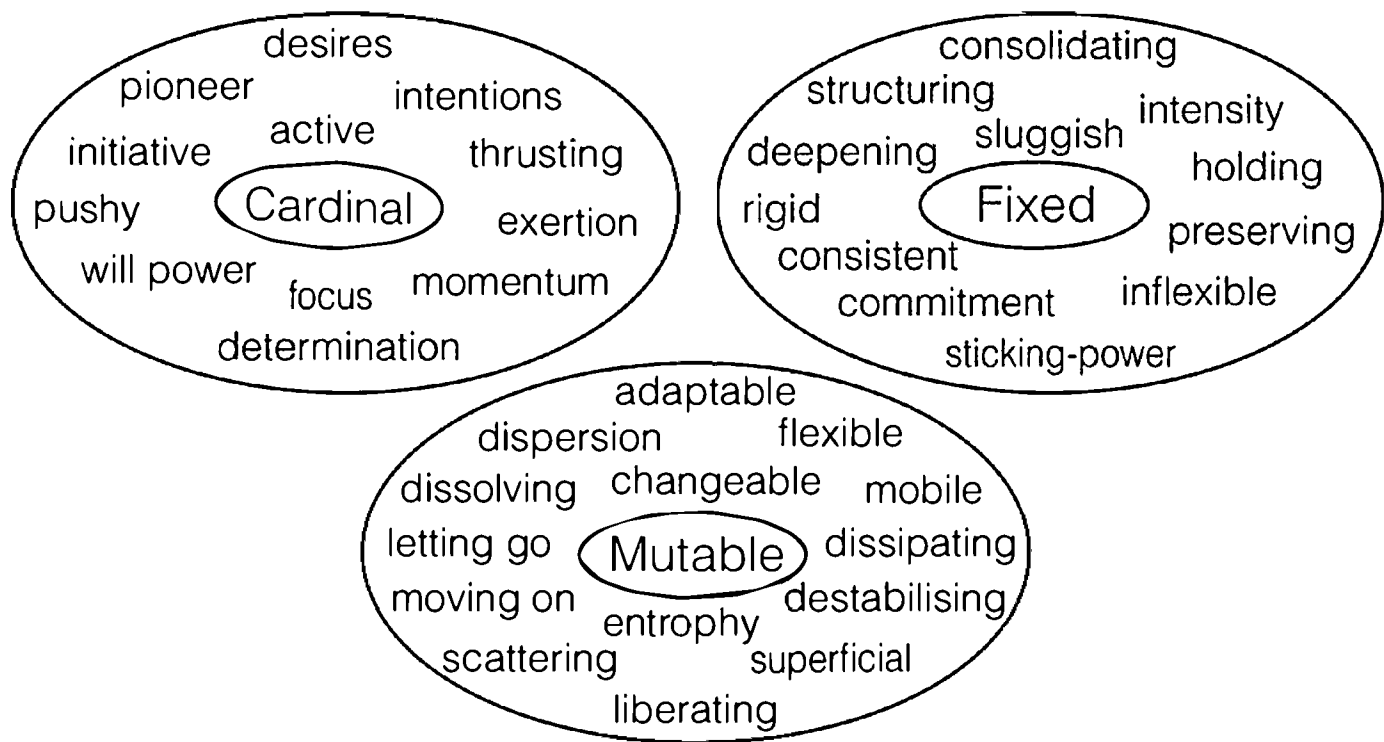 desires
pioneer
intentions
active
initiative
thrusting
Cardinal
pushy
exertion
will power
momentum
focus
determination
consolidating
structuring
intensity
sluggish
deepening
holding
Fixed
rigid
preserving
consistent
inflexible
commitment
sticking-power
adaptable
dispersion
flexible
changeable
dissolving
mobile
letting go
Mutable
dissipating
moving on
destabilising
entrophy
scattering
superficial
liberating